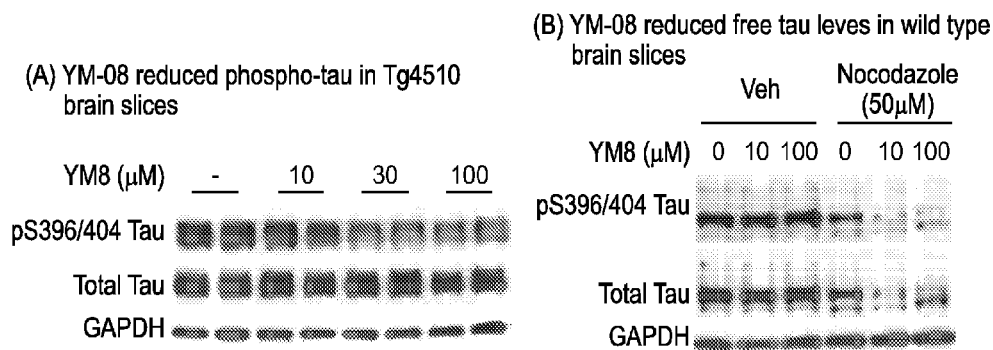 (A) YM-08 reduced phospho-tau in Tg4510
brain slices
YM8 (μM) - 10 30 100
pS396/404 Tau
Total Tau
GAPDH
(B) YM-08 reduced free tau leves in wild type
brain slices
Veh Nocodazole
(50μM)
YM8 (μM) 0 10 100 0 10 100
pS396/404 Tau
Total Tau
GAPDH